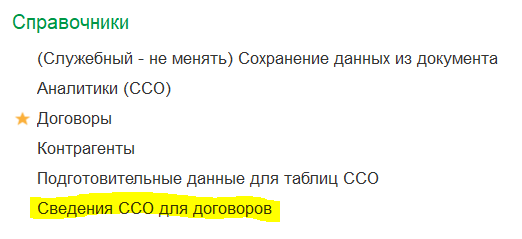 Справочники
(Служебный - не менять) Сохранение данных из документа
Аналитики (ССО)
Договоры
Контрагенты
Подготовительные данные для таблиц ССО
Сведения ССО для договоров